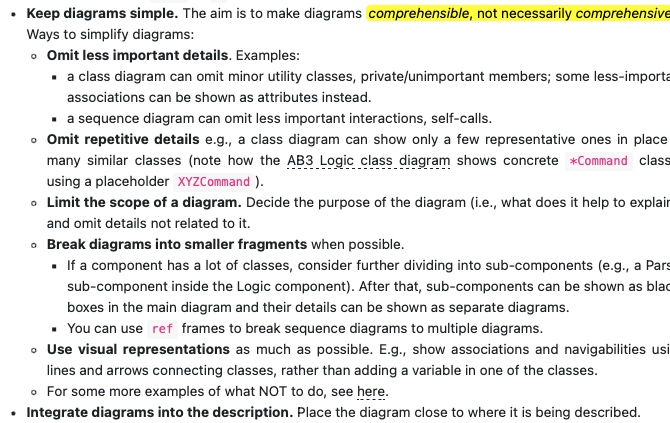 Keep diagrams simple. The aim is to make diagrams comprehensible, not necessarily comprehensive
Ways to simplify diagrams:
Omit less important details. Examples:
a class diagram can omit minor utility classes, private/unimportant members; some less-importa
associations can be shown as attributes instead.
a sequence diagram can omit less important interactions, self-calls.
Omit repetitive details e.g., a class diagram can show only a few representative ones in place
many similar classes (note how the AB3 Logic class diagram shows concrete *Command class
using a placeholder XYZCommand ).
Limit the scope of a diagram. Decide the purpose of the diagram (i.e., what does it help to explain
and omit details not related to it.
Break diagrams into smaller fragments when possible.
If a component has a lot of classes, consider further dividing into sub-components (e.g., a Pars
sub-component inside the Logic component). After that, sub-components can be shown as blac
boxes in the main diagram and their details can be shown as separate diagrams.
You can use ref frames to break sequence diagrams to multiple diagrams.
Use visual representations as much as possible. E.g., show associations and navigabilities usi
lines and arrows connecting classes, rather than adding a variable in one of the classes.
For some more examples of what NOT to do, see here.
Integrate diagrams into the description. Place the diagram close to where it is being described.